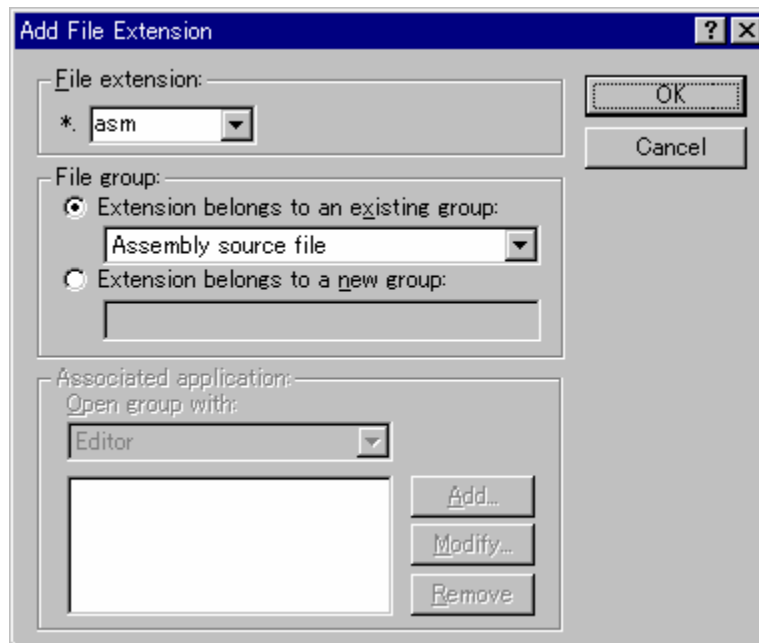 Add File Extension
File extension:
*. asm
OK
Cancel
File group:
Extension belongs to an existing group:
Assembly source file
Extension belongs to a new group:
Associated application:
Open group with:
Editor
Add...
Modify...
Remove